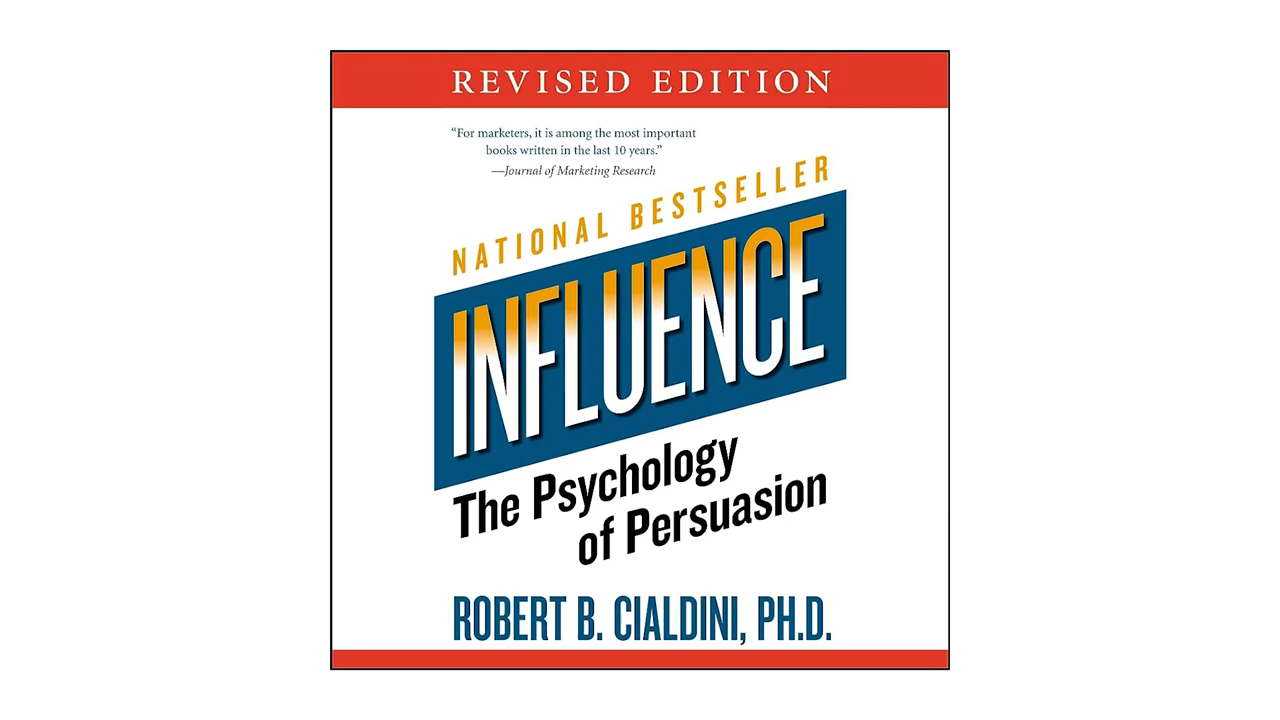 REVISED EDITION
“For marketers, it is among the most important
books written in the last 10 years.”
—Journal of Marketing Research
NATIONAL BESTSELLER
INFLUENCE
The Psychology
of Persuasion
ROBERT B. CIALDINI, PH.D.